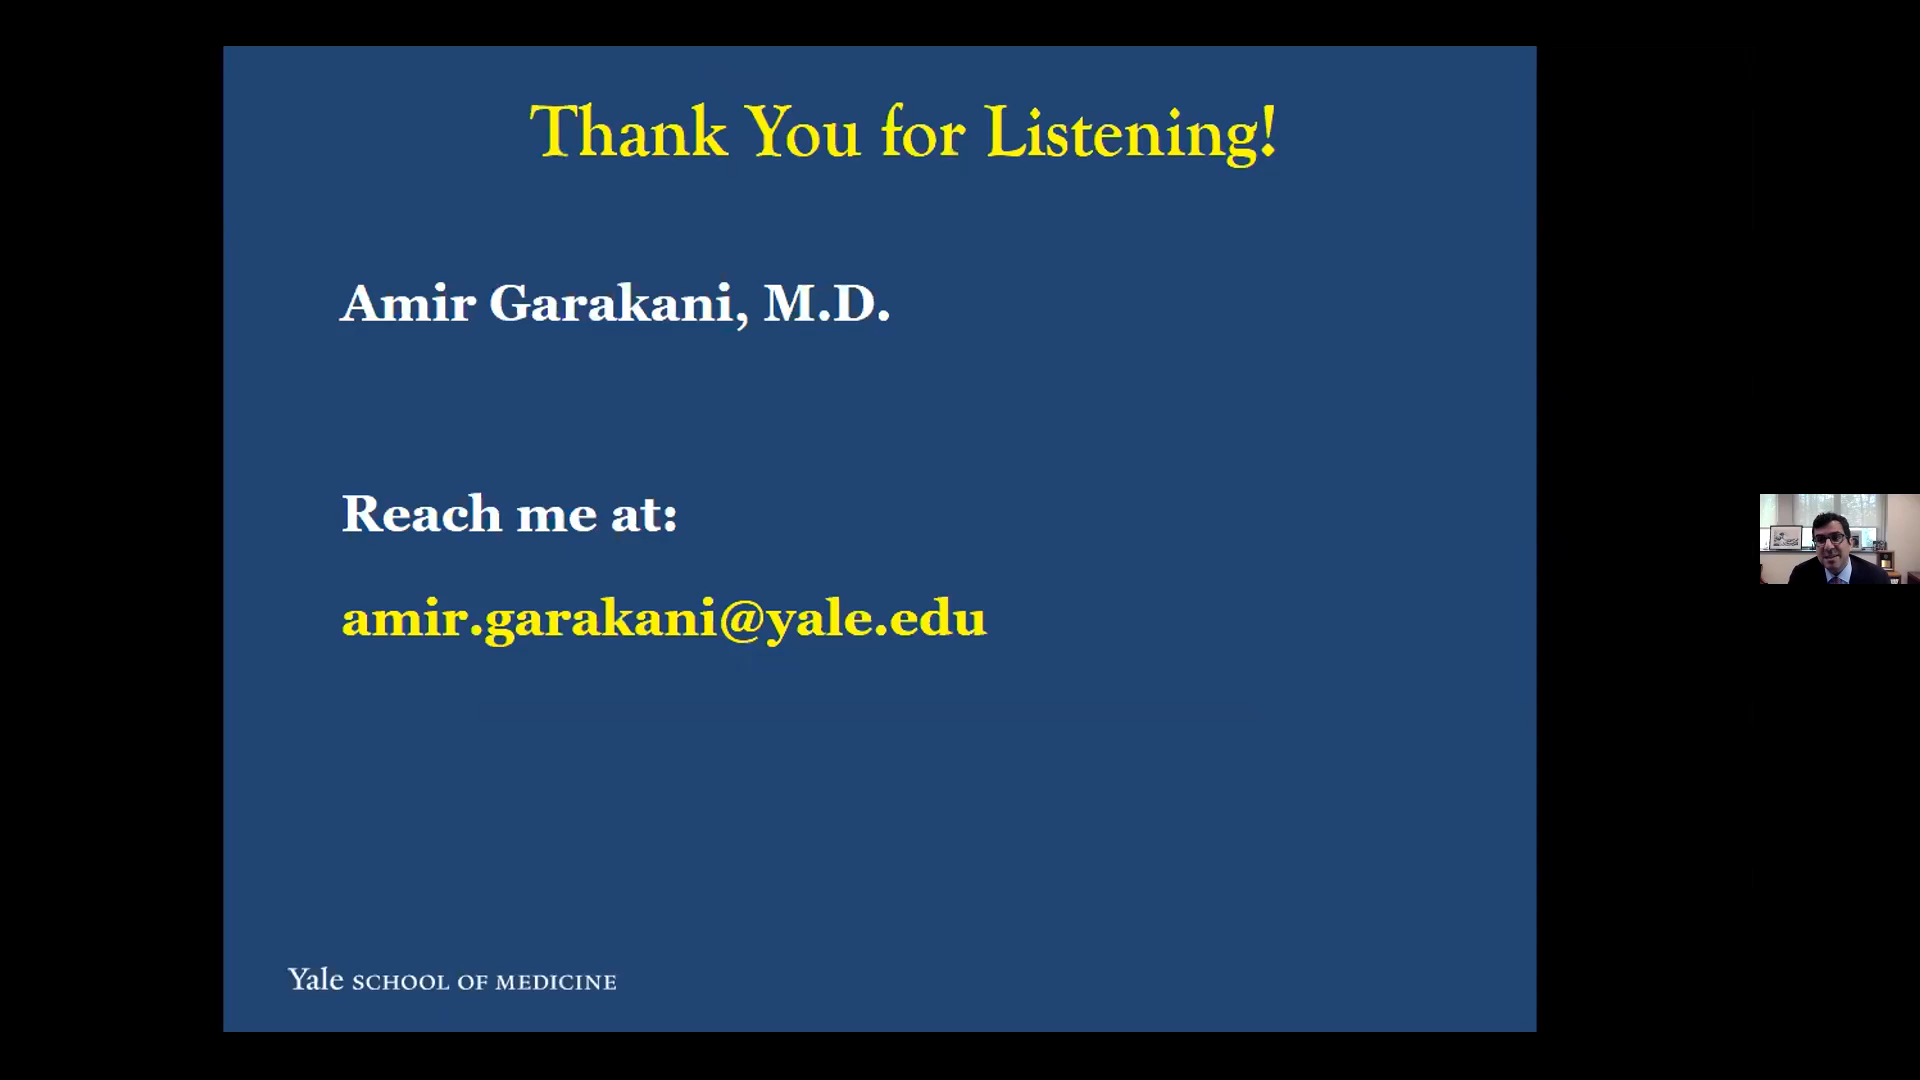 Thank You for Listening!
Amir Garakani, M.D.
Reach me at:
amir.garakani@yale.edu
Yale SCHOOL OF MEDICINE